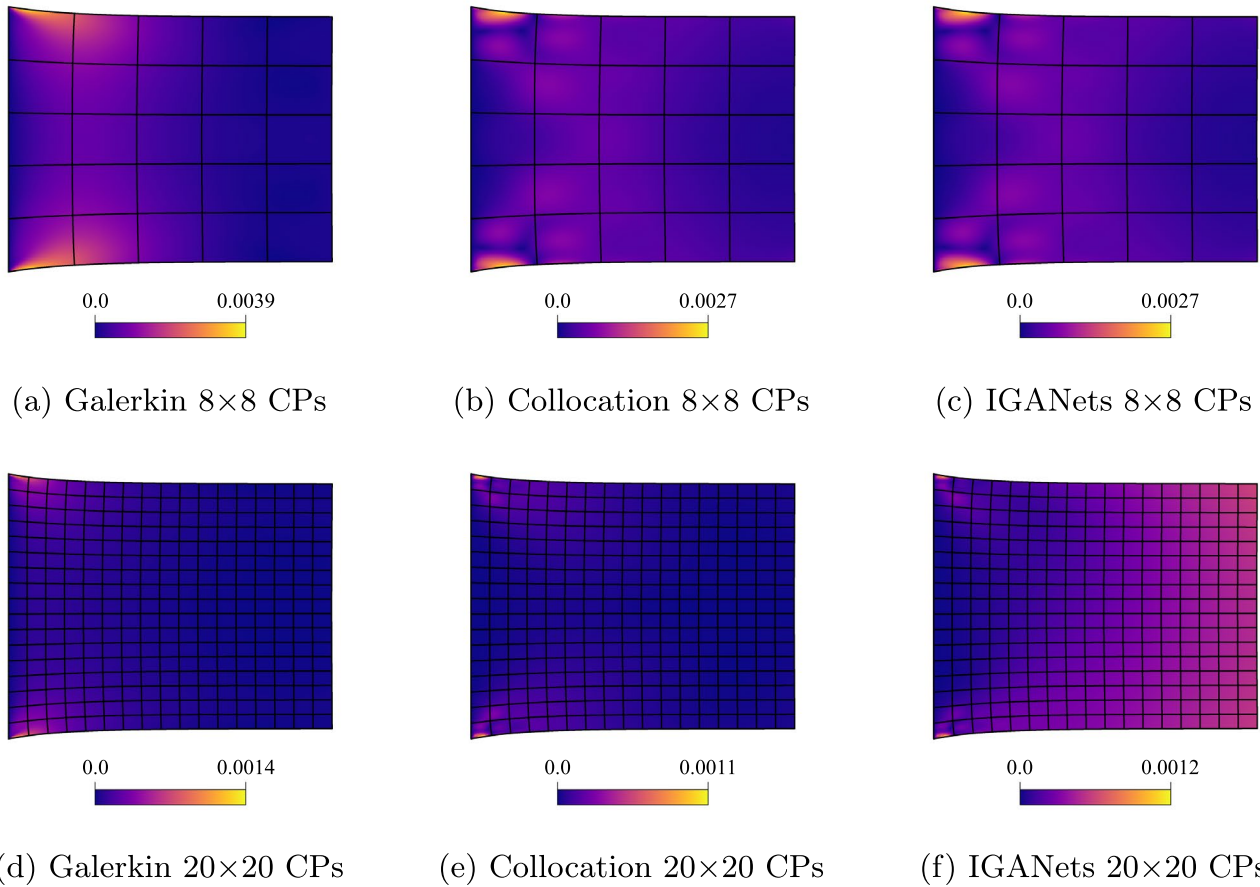 0.0 0.0039 0.0 0.0027 0.0 0.0027
(a) Galerkin 8×8 CPs (b) Collocation 8×8 CPs (c) IGANets 8×8 CPs
0.0 0.0014 0.0 0.0011 0.0 0.0012
(d) Galerkin 20×20 CPs (e) Collocation 20×20 CPs (f) IGANets 20×20 CPs